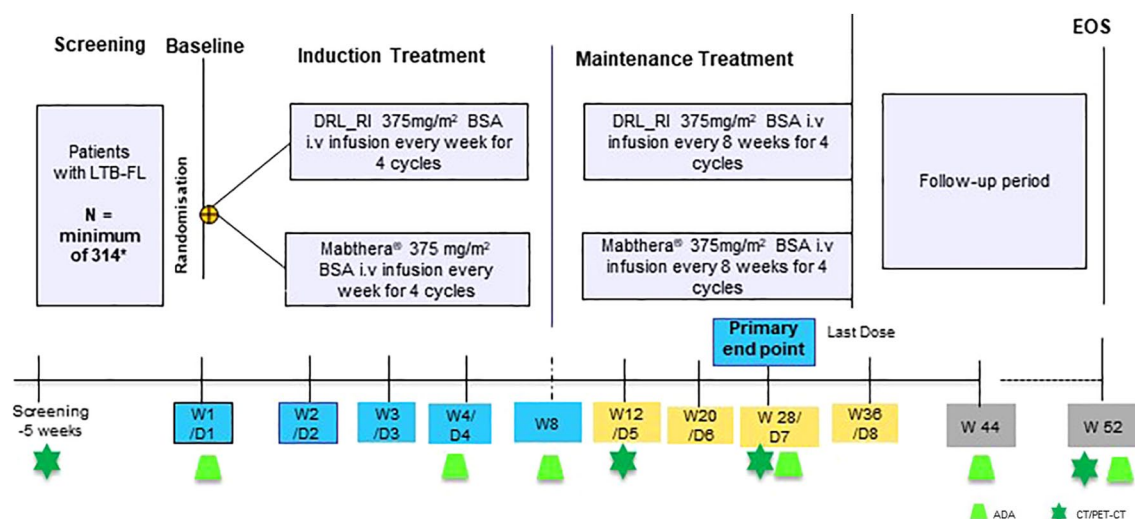 Screening
Baseline
Induction Treatment
Maintenance Treatment
EOS
Patients
with LTB-FL
N =
minimum
of 314*
Randomisation
DRL_RI 375mg/m² BSA
i.v infusion every week for
4 cycles
Mabthera® 375 mg/m²
BSA i.v infusion every
week for 4 cycles
DRL_RI 375mg/m² BSA i.v
infusion every 8 weeks for 4
cycles
Mabthera® 375mg/m² BSA i.v
infusion every 8 weeks for 4
cycles
Follow-up period
Primary
end point
Last Dose
Screening
-5 weeks
W1
/D1
W2
/D2
W3
/D3
W4/
D4
W8
W12
/D5
W20
/D6
W 28/
D7
W36
/D8
W 44
W 52
ADA
CT/PET-CT